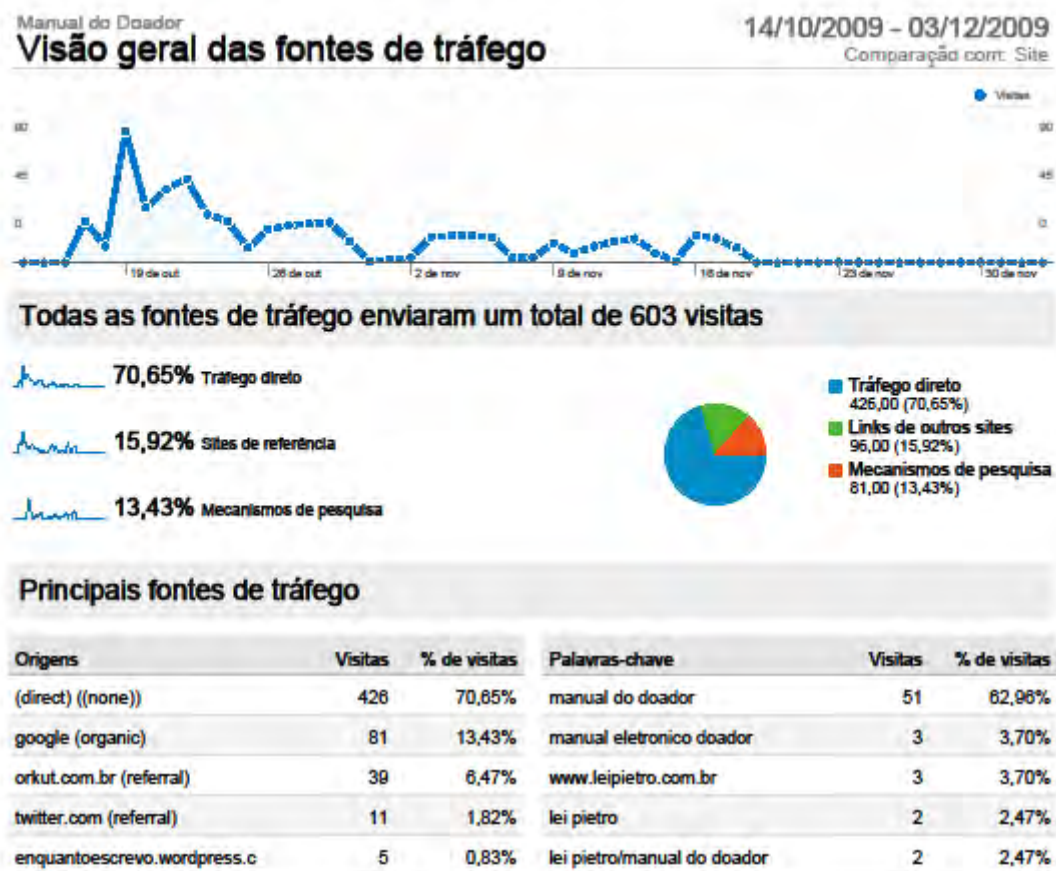 Manual do Doador
Visão geral das fontes de tráfego
14/10/2009 - 03/12/2009
Comparação com: Site
Visitas
90
90
45
45
0
0
19 de out
26 de out
2 de nov
9 de nov
16 de nov
23 de nov
30 de nov
Todas as fontes de tráfego enviaram um total de 603 visitas
70,65% Tráfego direto
15,92% Sites de referência
13,43% Mecanismos de pesquisa
Tráfego direto
426,00 (70,65%)
Links de outros sites
96,00 (15,92%)
Mecanismos de pesquisa
81,00 (13,43%)
Principais fontes de tráfego
Origens Visitas % de visitas
(direct) ((none)) 426 70,65%
google (organic) 81 13,43%
orkut.com.br (referral) 39 6,47%
twitter.com (referral) 11 1,82%
enquantoescrevo.wordpress.c 5 0,83%
Palavras-chave Visitas % de visitas
manual do doador 51 62,96%
manual eletronico doador 3 3,70%
www.leipietro.com.br 3 3,70%
lei pietro 2 2,47%
lei pietro/manual do doador 2 2,47%